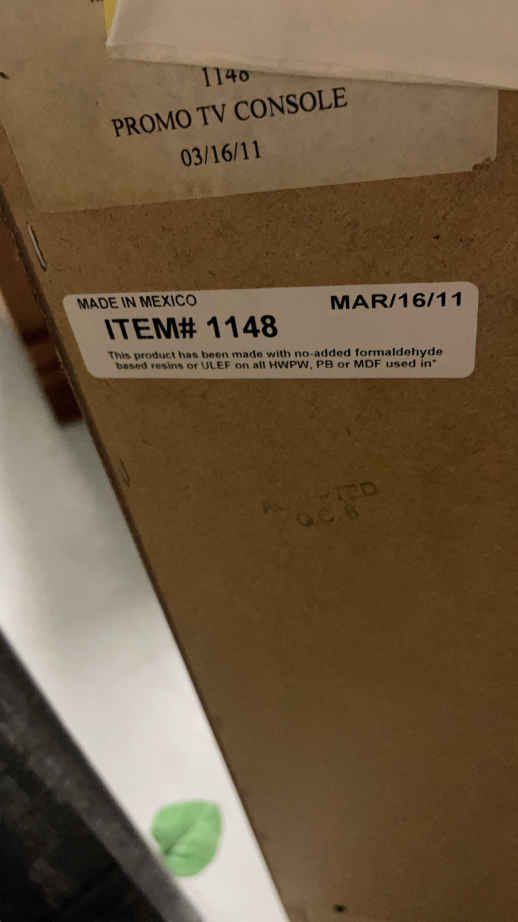 1148
PROMO TV CONSOLE
03/16/11
MADE IN MEXICO
MAR/16/11
ITEM# 1148
This product has been made with no-added formaldehyde
based resins or ULEF on all HWPW, PB or MDF used in*
Q.C.